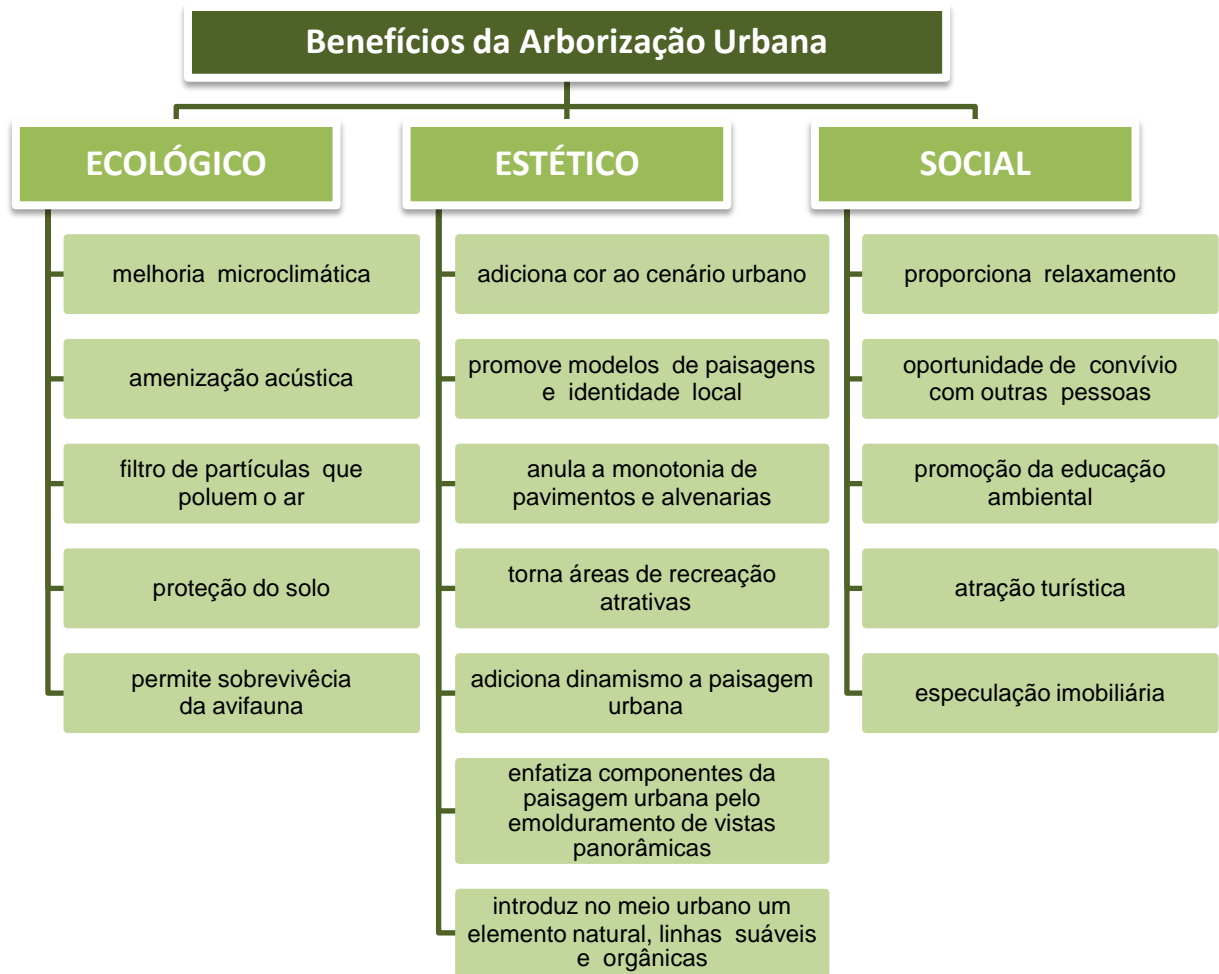 Benefícios da Arborização Urbana
ECOLÓGICO
melhoria microclimática
amenização acústica
filtro de partículas que
poluem o ar
proteção do solo
permite sobrevivêcia
da avifauna
ESTÉTICO
adiciona cor ao cenário urbano
promove modelos de paisagens
e identidade local
anula a monotonia de
pavimentos e alvenarias
torna áreas de recreação
atrativas
adiciona dinamismo a paisagem
urbana
enfatiza componentes da
paisagem urbana pelo
emolduramento de vistas
panorâmicas
introduz no meio urbano um
elemento natural, linhas suáveis
e orgânicas
SOCIAL
proporciona relaxamento
oportunidade de convívio
com outras pessoas
promoção da educação
ambiental
atração turística
especulação imobiliária